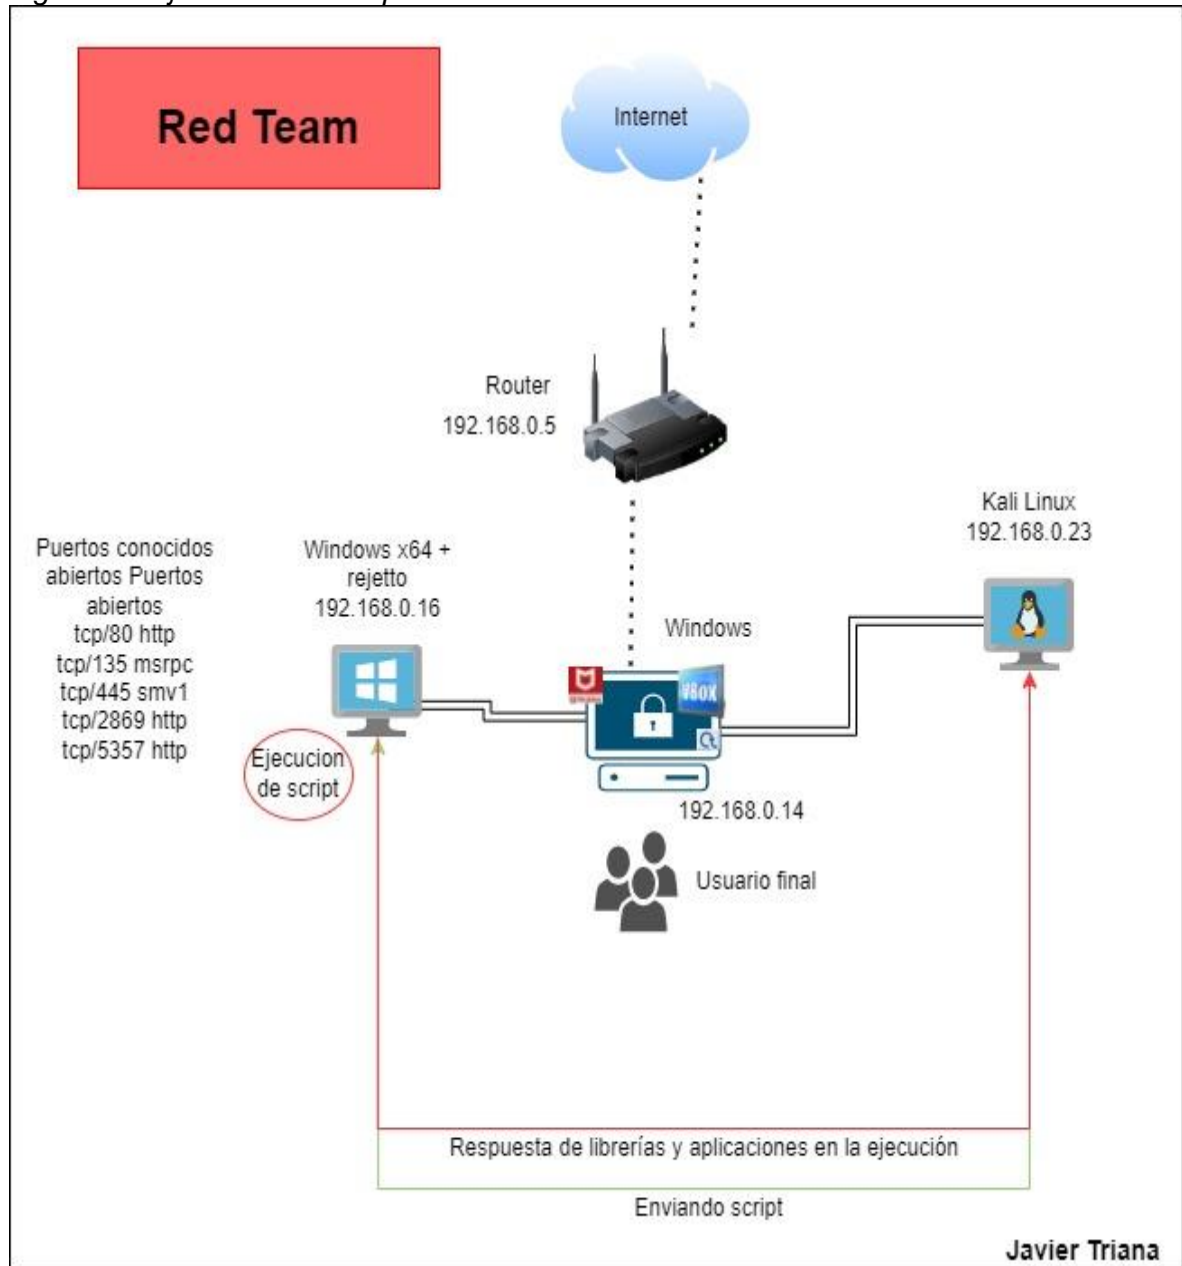 Red Team
Internet
Router
192.168.0.5
Kali Linux
192.168.0.23
Puertos conocidos
abiertos Puertos
abiertos
tcp/80 http
tcp/135 msrpc
tcp/445 smv1
tcp/2869 http
tcp/5357 http
Windows x64 +
rejetto
192.168.0.16
Windows
VBOX
Ejecucion
de script
192.168.0.14
Usuario final
Respuesta de librerías y aplicaciones en la ejecución
Enviando script
Javier Triana